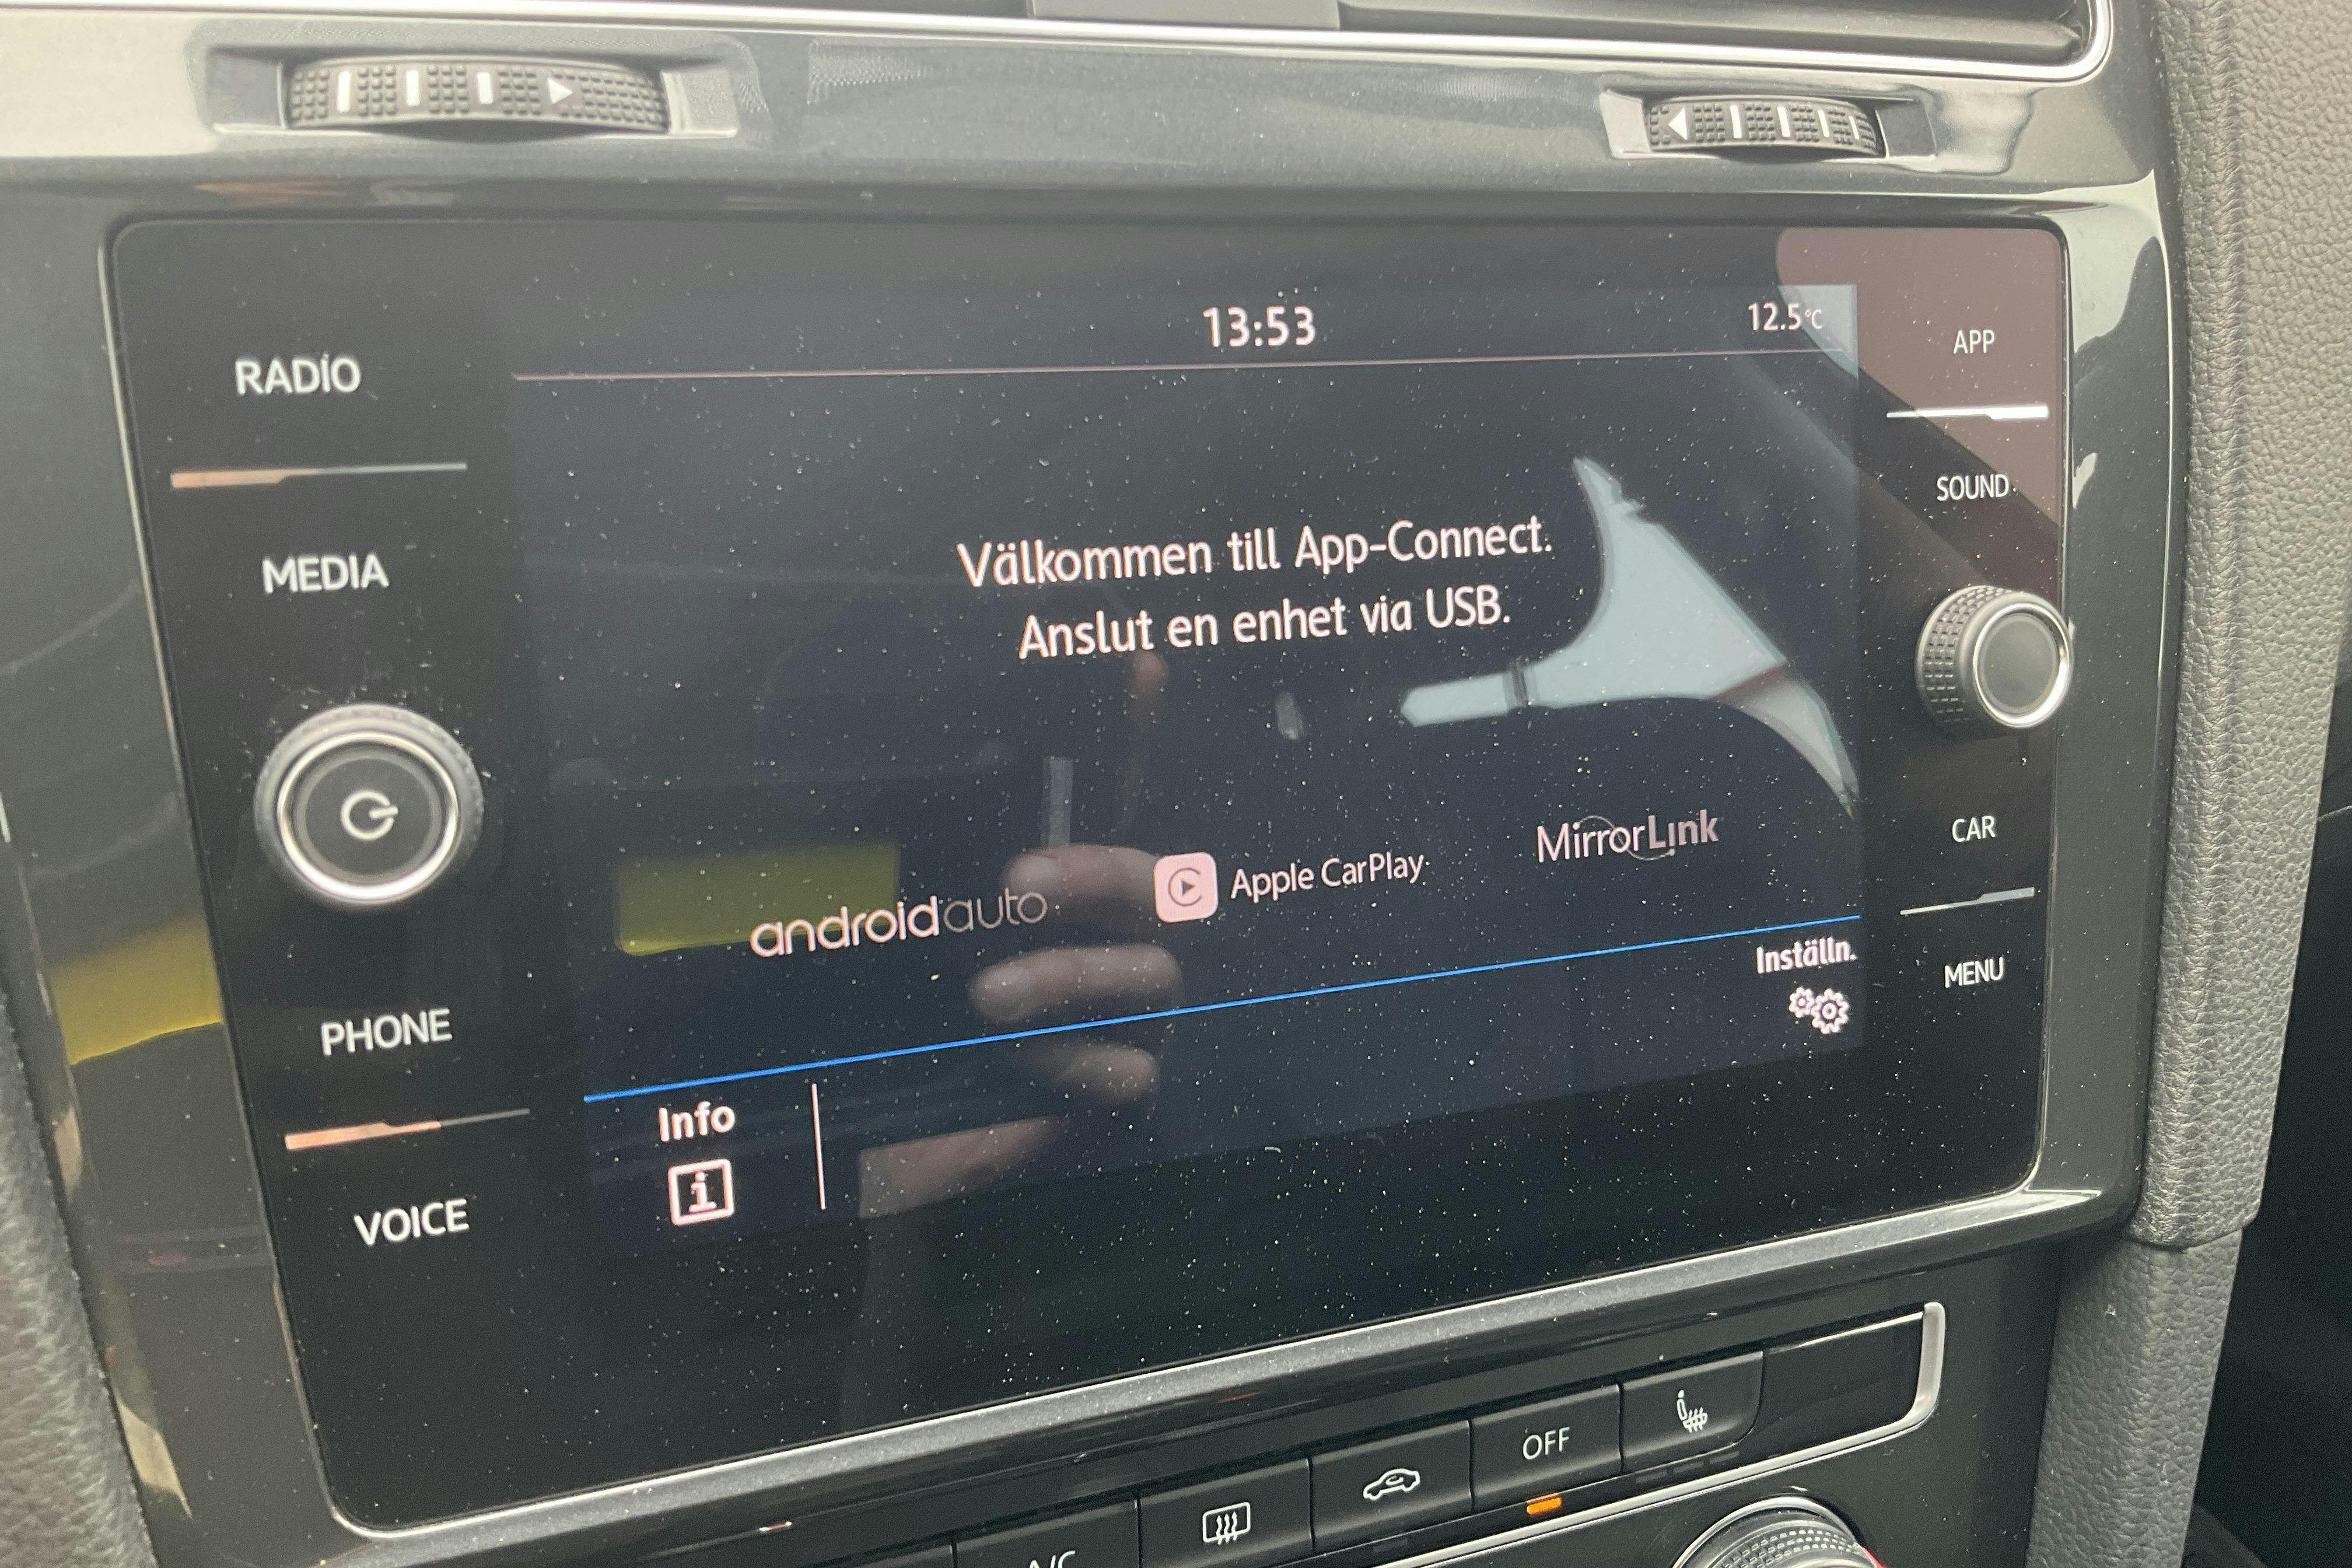 13:53
12.5°C
RADIO
MEDIA
PHONE
VOICE
APP
SOUND
CAR
MENU
Välkommen till App-Connect.
Anslut en enhet via USB.
androidauto
Apple CarPlay
MirrorLink
Inställn.
Info
i
OFF
A/C